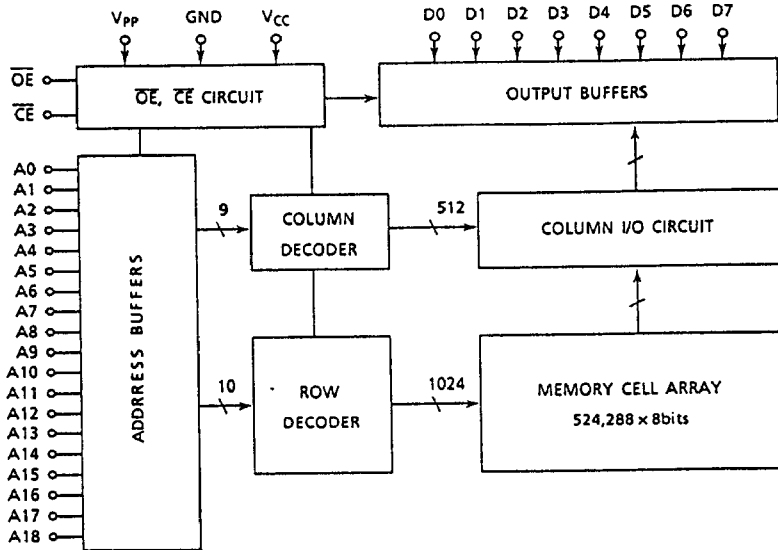 VPP GND VCC D0 D1 D2 D3 D4 D5 D6 D7
OE
CE
OE, CE CIRCUIT
OUTPUT BUFFERS
A0
A1
A2
A3
A4
A5
A6
A7
A8
A9
A10
A11
A12
A13
A14
A15
A16
A17
A18
ADDRRESS BUFFERS
9
COLUMN
DECODER
512
COLUMN I/O CIRCUIT
10
ROW
DECODER
1024
MEMORY CELL ARRAY
524,288 × 8bits